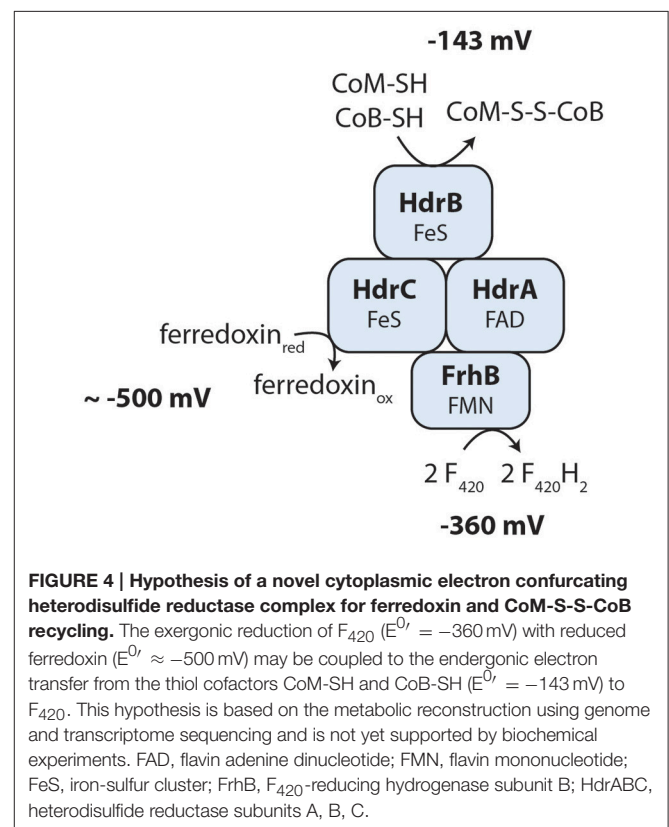 -143 mV
CoM-SH
CoB-SH
CoM-S-S-CoB
HdrB
FeS
HdrC
FeS
HdrA
FAD
ferredoxin red
ferredoxin ox
~ -500 mV
FrhB
FMN
2 F420 2 F420H2
-360 mV
FIGURE 4 | Hypothesis of a novel cytoplasmic electron confurcating
heterodisulfide reductase complex for ferredoxin and CoM-S-S-CoB
recycling. The exergonic reduction of F420 (E0′ = −360 mV) with reduced
ferredoxin (E0′ ≈ −500 mV) may be coupled to the endergonic electron
transfer from the thiol cofactors CoM-SH and CoB-SH (E0′ = −143 mV) to
F420. This hypothesis is based on the metabolic reconstruction using genome
and transcriptome sequencing and is not yet supported by biochemical
experiments. FAD, flavin adenine dinucleotide; FMN, flavin mononucleotide;
FeS, iron-sulfur cluster; FrhB, F420-reducing hydrogenase subunit B; HdrABC,
heterodisulfide reductase subunits A, B, C.